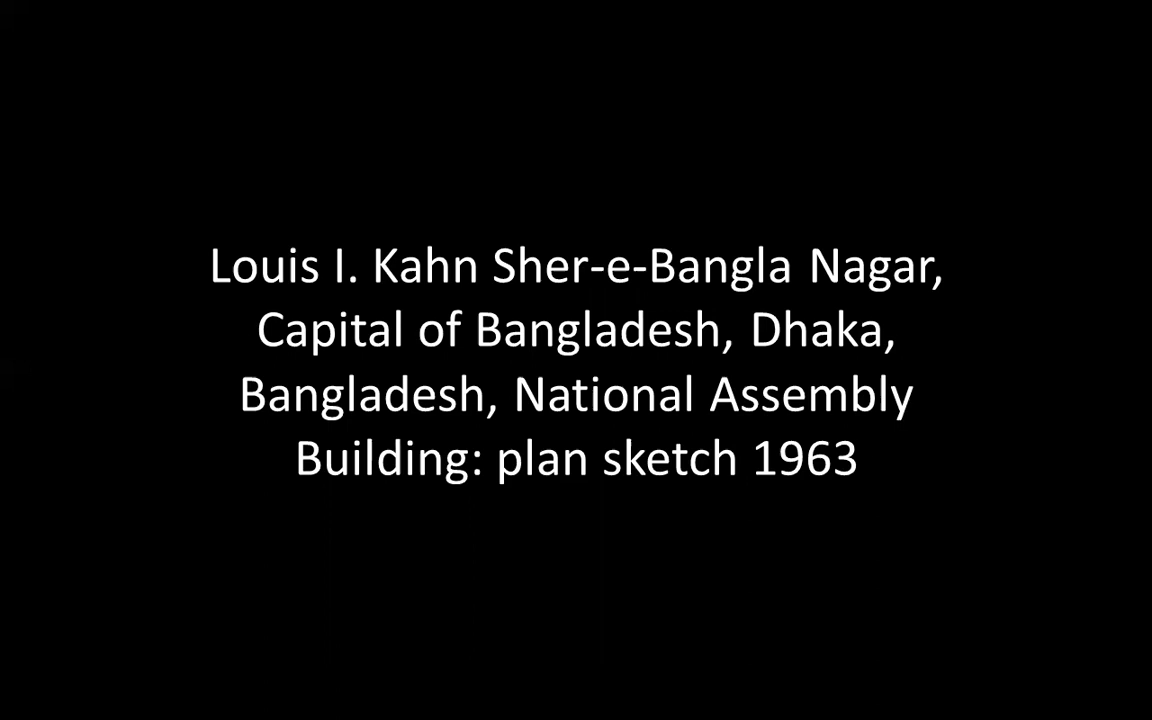 Louis I. Kahn Sher-e-Bangla Nagar,
Capital of Bangladesh, Dhaka,
Bangladesh, National Assembly
Building: plan sketch 1963